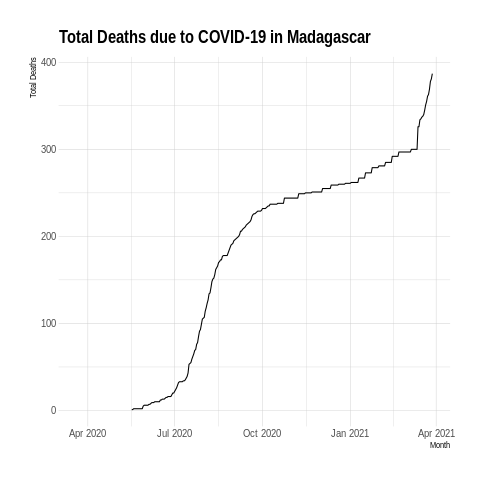 Total Deaths due to COVID-19 in Madagascar
Total Deaths
400
300
200
100
0
Apr 2020 Jul 2020 Oct 2020 Jan 2021 Apr 2021
Month